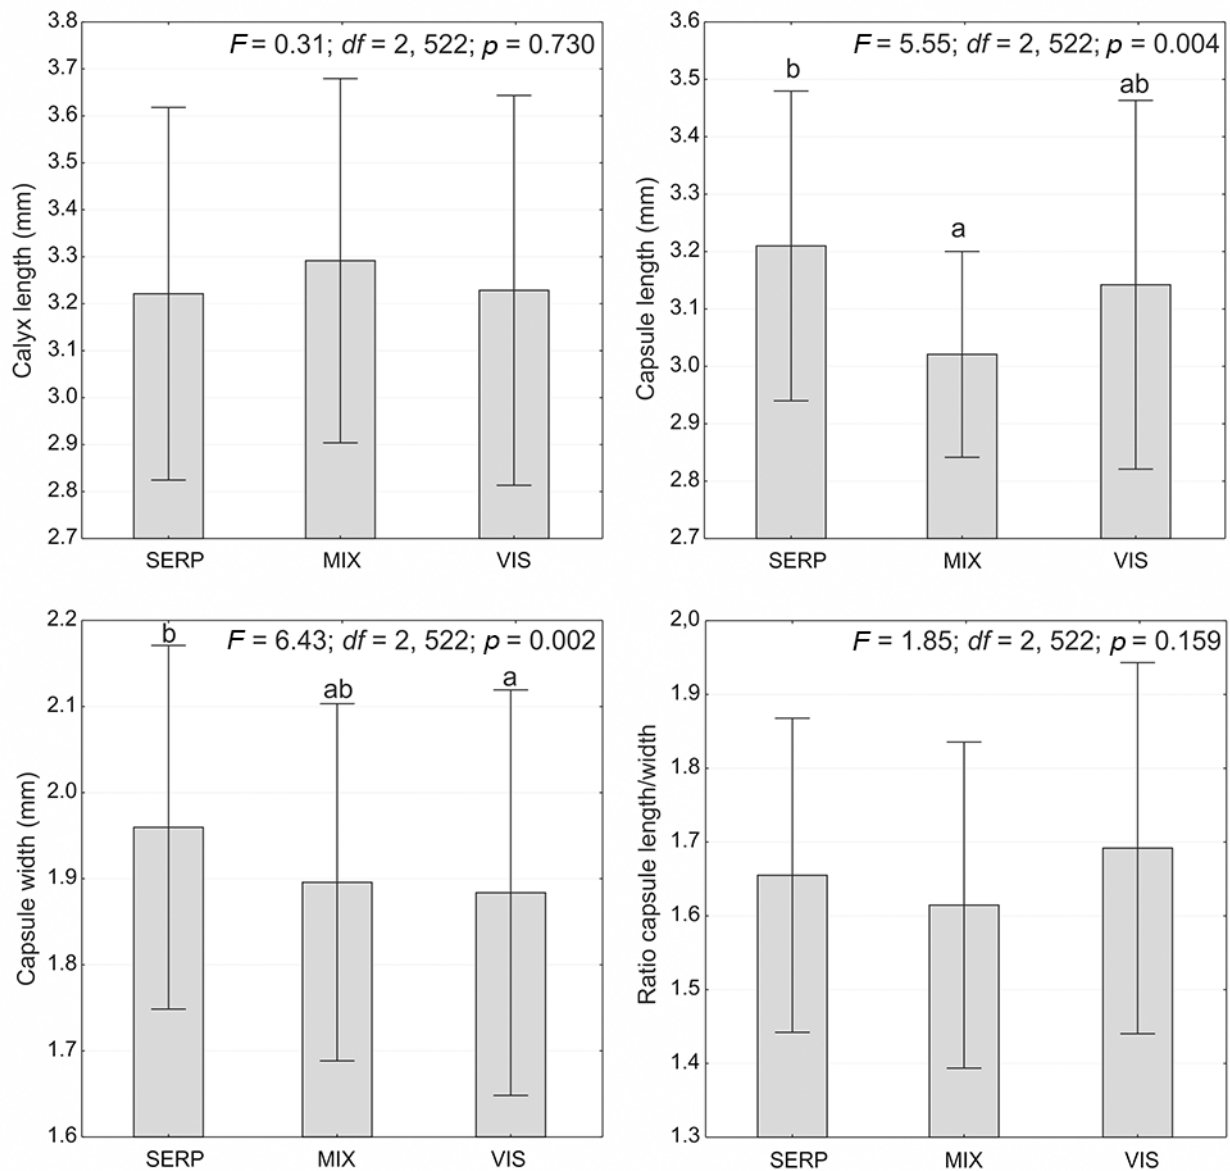 F = 0.31; df = 2, 522; p = 0.730
Calyx length (mm)
3.8
3.7
3.6
3.5
3.4
3.3
3.2
3.1
3.0
2.9
2.8
2.7
SERP MIX VIS
F = 5.55; df = 2, 522; p = 0.004
Capsule length (mm)
3.6
3.5
3.4
3.3
3.2
3.1
3.0
2.9
2.8
2.7
b
a
ab
SERP MIX VIS
F = 6.43; df = 2, 522; p = 0.002
Capsule width (mm)
2.2
2.1
2.0
1.9
1.8
1.7
1.6
b
ab
a
SERP MIX VIS
F = 1.85; df = 2, 522; p = 0.159
Ratio capsule length/width
2,0
1.9
1.8
1.7
1.6
1.5
1.4
1.3
SERP MIX VIS